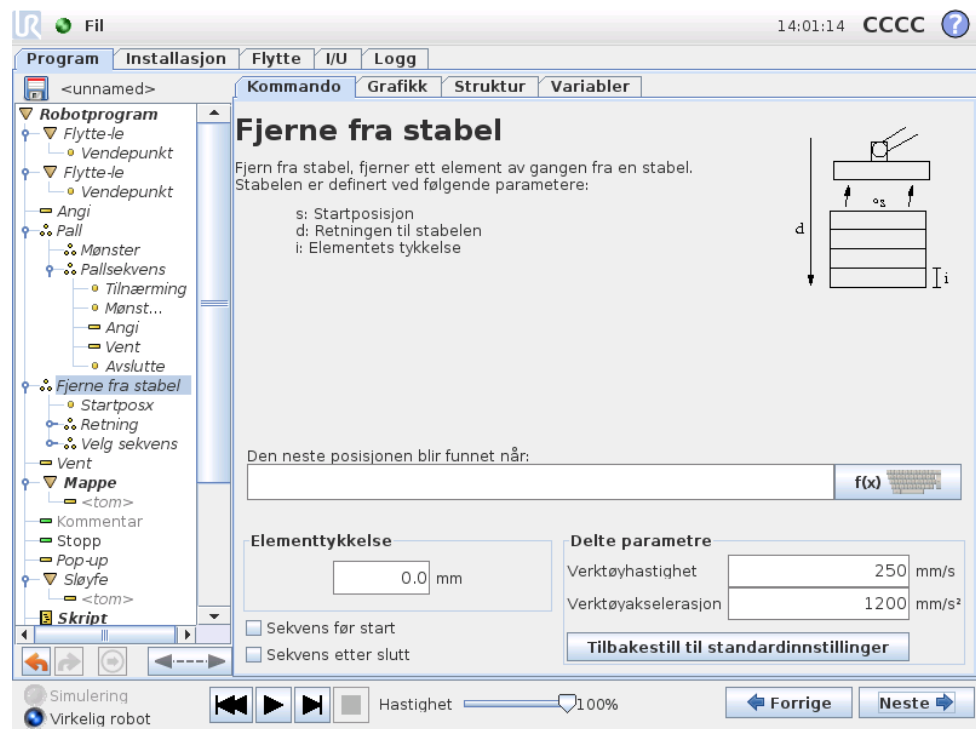 UR Fil 14:01:14 CCCC ?
Program Installasjon Flytte I/U Logg
<unnamed>
Kommando Grafikk Struktur Variabler
Robotprogram
Flytte-le
Vendepunkt
Flytte-le
Vendepunkt
Angi
Pall
Mønster
Pallsekvens
Tilnærming
Mønst...
Angi
Vent
Avslutte
Fjerne fra stabel
Startposx
Retning
Velg sekvens
Vent
Mappe
<tom>
Kommentar
Stopp
Pop-up
Sløyfe
<tom>
Skript
Fjerne fra stabel
Fjern fra stabel, fjerner ett element av gangen fra en stabel.
Stabelen er definert ved følgende parametere:
s: Startposisjon
d: Retningen til stabelen
i: Elementets tykkelse
s
d
i
Den neste posisjonen blir funnet når:
f(x)
Elementtykkelse
0.0 mm
Sekvens før start
Sekvens etter slutt
Delte parametre
Verktøyhastighet 250 mm/s
Verktøyakselerasjon 1200 mm/s²
Tilbakestill til standardinnstillinger
Simulering
Virkelig robot
Hastighet 100%
Forrige Neste